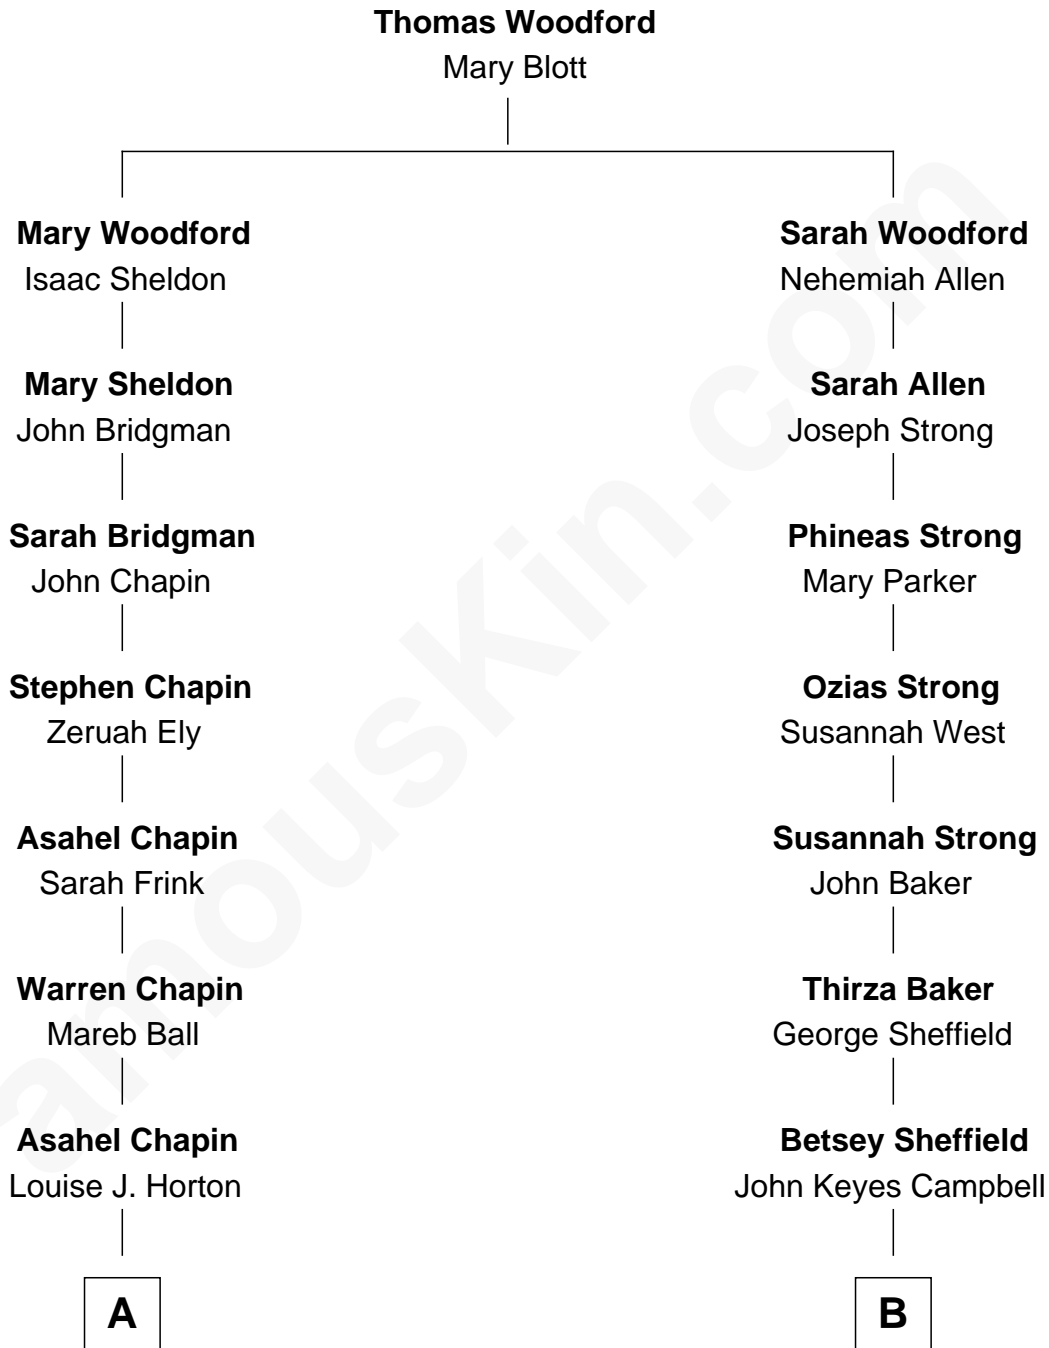 Thomas Woodford
Mary Blott
Mary Woodford
Isaac Sheldon
Sarah Woodford
Nehemiah Allen
Mary Sheldon
John Bridgman
Sarah Allen
Joseph Strong
Sarah Bridgman
John Chapin
Phineas Strong
Mary Parker
Stephen Chapin
Zeruah Ely
Ozias Strong
Susannah West
Asahel Chapin
Sarah Frink
Susannah Strong
John Baker
Warren Chapin
Mareb Ball
Thirza Baker
George Sheffield
Asahel Chapin
Louise J. Horton
Betsey Sheffield
John Keyes Campbell
A
B
amousKin.com